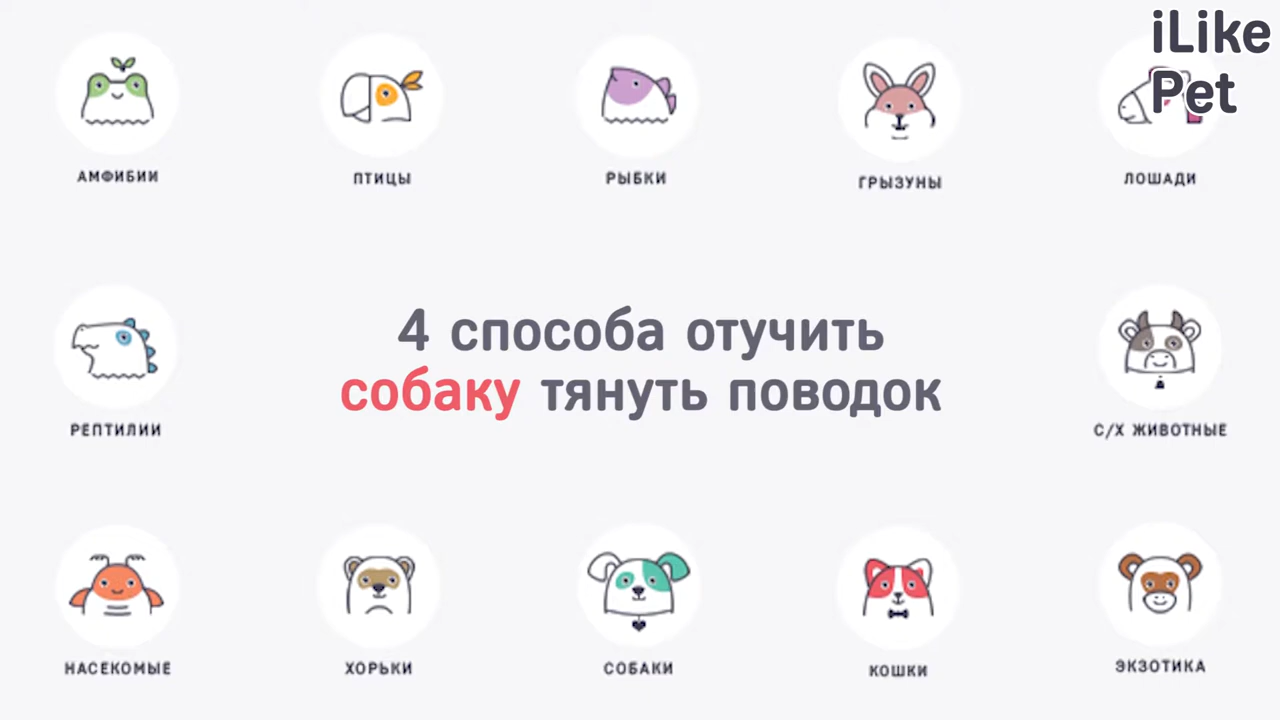 iLike
Pet
АМФИБИИ
ПТИЦЫ
РЫБКИ
ГРЫЗУНЫ
ЛОШАДИ
4 способа отучить
собаку тянуть поводок
РЕПТИЛИИ
С/Х ЖИВОТНЫЕ
НАСЕКОМЫЕ
ХОРЬКИ
СОБАКИ
КОШКИ
ЭКЗОТИКА